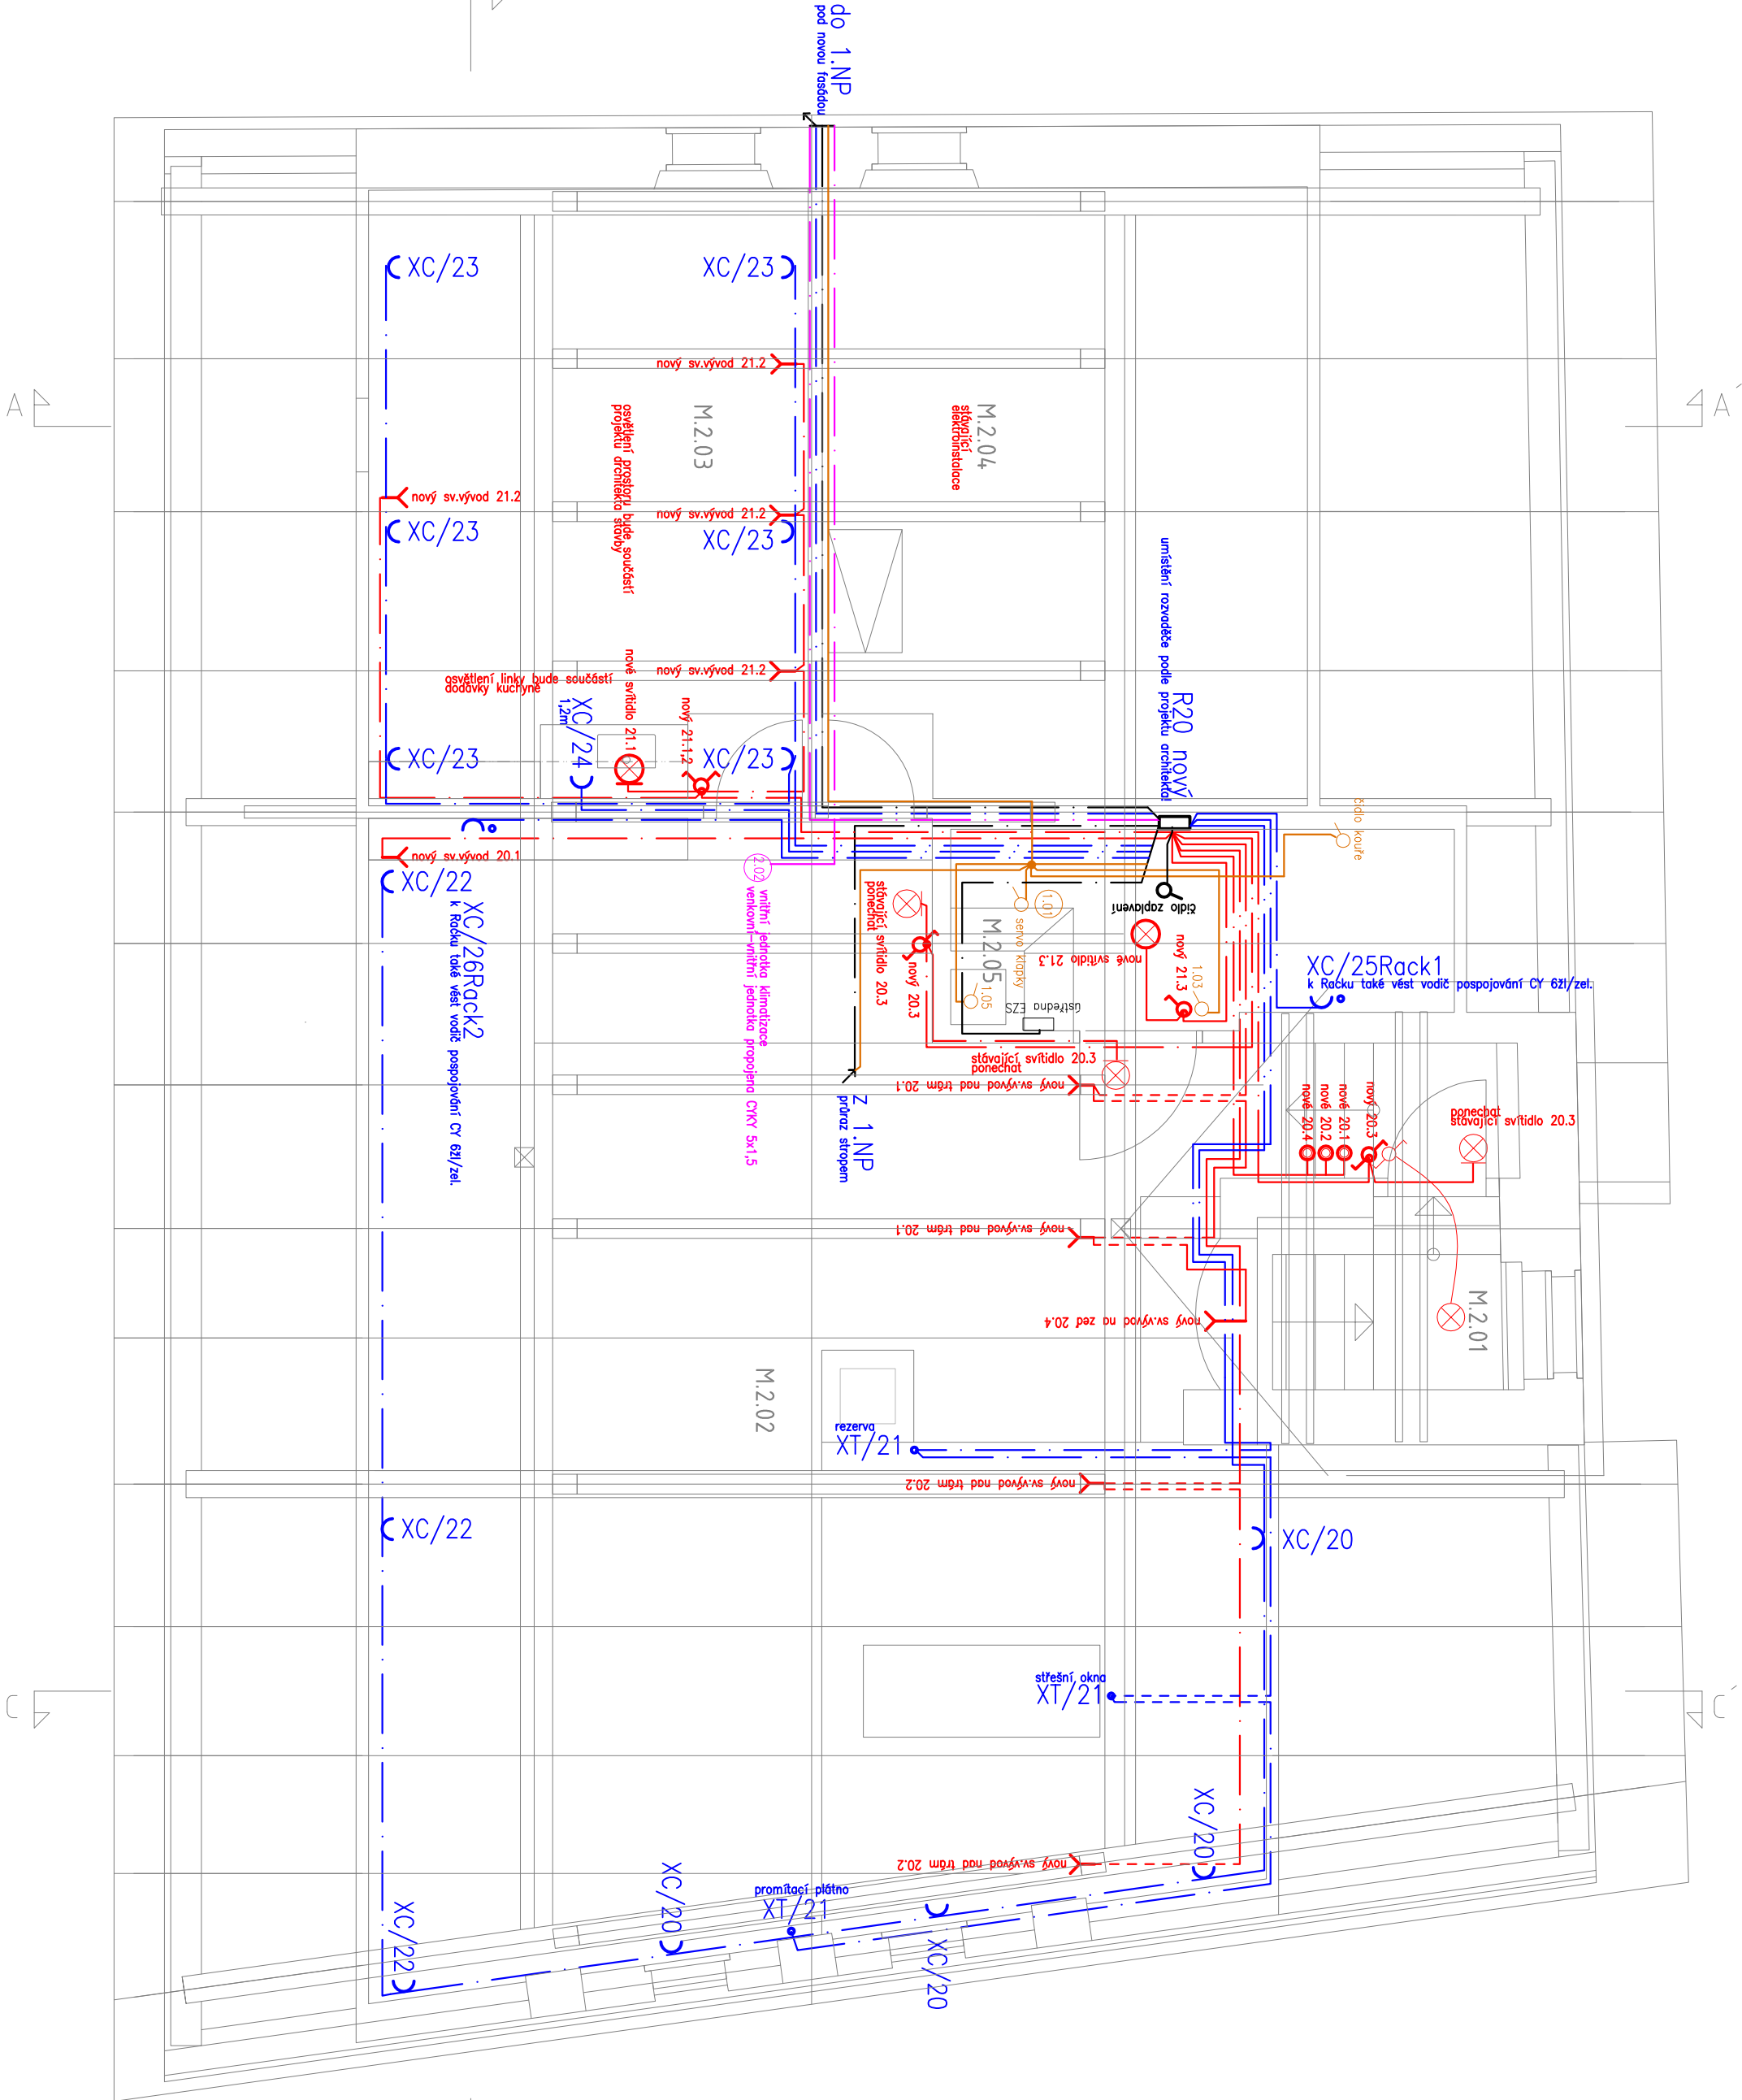 do 1.NP
pod novou fasádou
XC/23
XC/23
nový sv.vývod 21.2
A
A´
M.2.03
M.2.04
stávající
elektroinstalace
osvětlení prostoru bude součástí
projektu architekta stavby
nový sv.vývod 21.2
nový sv.vývod 21.2
XC/23
XC/23
umístění rozvaděče podle projektu architekta!
R20 nový
nový sv.vývod 21.2
osvětlení linky bude součástí
dodávky kuchyně
nové svítidlo 21.1
XC/24
1,2m
nový 21.1,2
XC/23
XC/23
čidlo kouře
nový sv.vývod 20.1
XC/22
2.02
vnitřní jednotka klimatizace
venkovní-vnitřní jednotka propojena CYKY 5x1,5
XC/26Rack2
k Racku také vést vodič pospojování CY 6žl/zel.
stávající svítidlo 20.3
ponechat
nový 20.3
1.01
servo klapky
M.2.05
1.05
ústředna EZS
čidlo zaplavení
nové svítidlo 21.3
nový 21.3
1.03
XC/25Rack1
k Racku také vést vodič pospojování CY 6žl/zel.
stávající svítidlo 20.3
ponechat
nový sv.vývod nad trám 20.1
Z 1.NP
průraz stropem
nové 20.4
nové 20.2
nové 20.1
nový 20.3
ponechat
stávající svítidlo 20.3
nový sv.vývod nad trám 20.1
nový sv.vývod na zeď 20.4
M.2.01
M.2.02
rezerva
XT/21
nový sv.vývod nad trám 20.2
XC/22
XC/20
střešní okna
XT/21
C
C´
XC/20
nový sv.vývod nad trám 20.2
XC/20
promítací plátno
XT/21
XC/22
XC/20